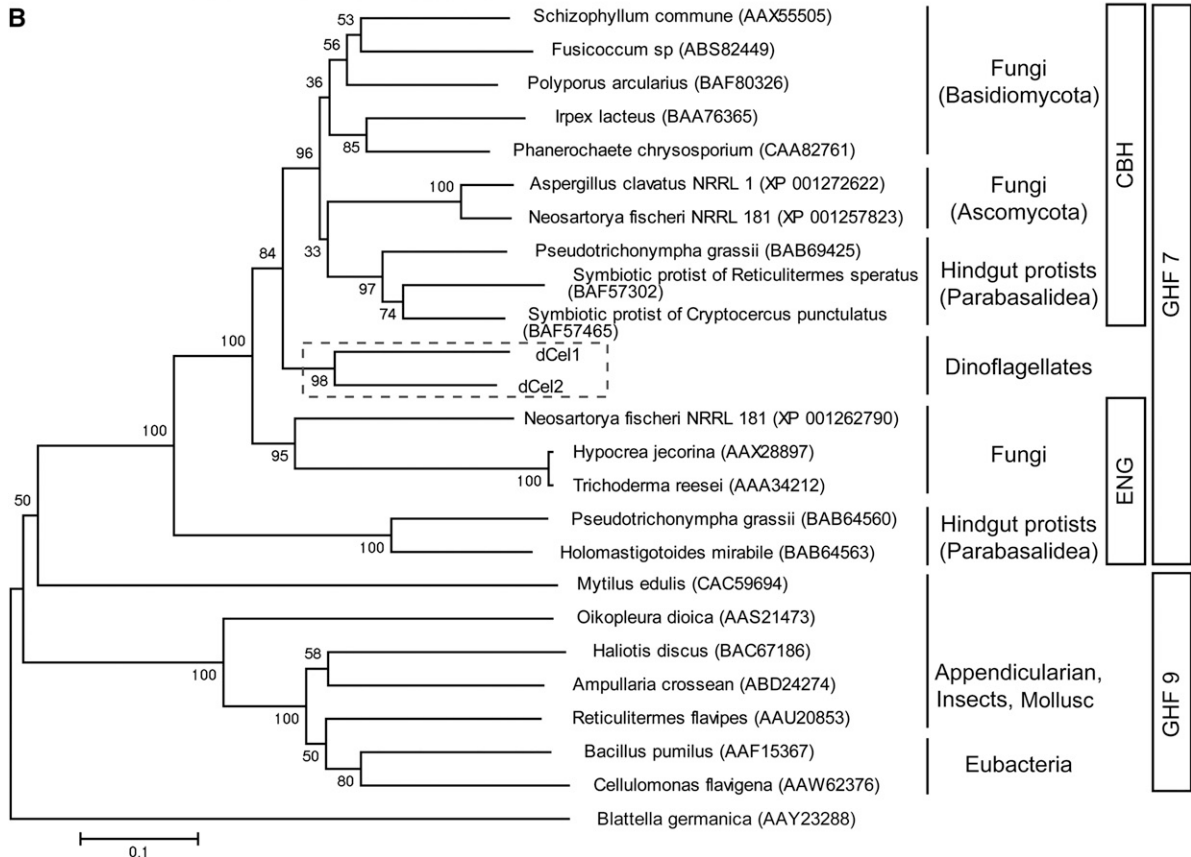 B
Schizophyllum commune (AAX55505)
Fusicoccum sp (ABS82449)
Polyporus arcularius (BAF80326)
Irpex lacteus (BAA76365)
Phanerochaete chrysosporium (CAA82761)
Aspergillus clavatus NRRL 1 (XP 001272622)
Neosartorya fischeri NRRL 181 (XP 001257823)
Pseudotrichonympha grassii (BAB69425)
Symbiotic protist of Reticulitermes speratus
(BAF57302)
Symbiotic protist of Cryptocercus punctulatus
(BAF57465)
dCel1
dCel2
Neosartorya fischeri NRRL 181 (XP 001262790)
Hypocrea jecorina (AAX28897)
Trichoderma reesei (AAA34212)
Pseudotrichonympha grassii (BAB64560)
Holomastigotoides mirabile (BAB64563)
Mytilus edulis (CAC59694)
Oikopleura dioica (AAS21473)
Haliotis discus (BAC67186)
Ampullaria crossean (ABD24274)
Reticulitermes flavipes (AAU20853)
Bacillus pumilus (AAF15367)
Cellulomonas flavigena (AAW62376)
Blattella germanica (AAY23288)
53
56
36
85
96
100
33
97
74
84
98
100
95
100
100
100
50
100
58
100
50
80
0.1
Fungi
(Basidiomycota)
Fungi
(Ascomycota)
Hindgut protists
(Parabasalidea)
Dinoflagellates
Fungi
Hindgut protists
(Parabasalidea)
Appendicularian,
Insects, Mollusc
Eubacteria
CBH
ENG
GHF 7
GHF 9